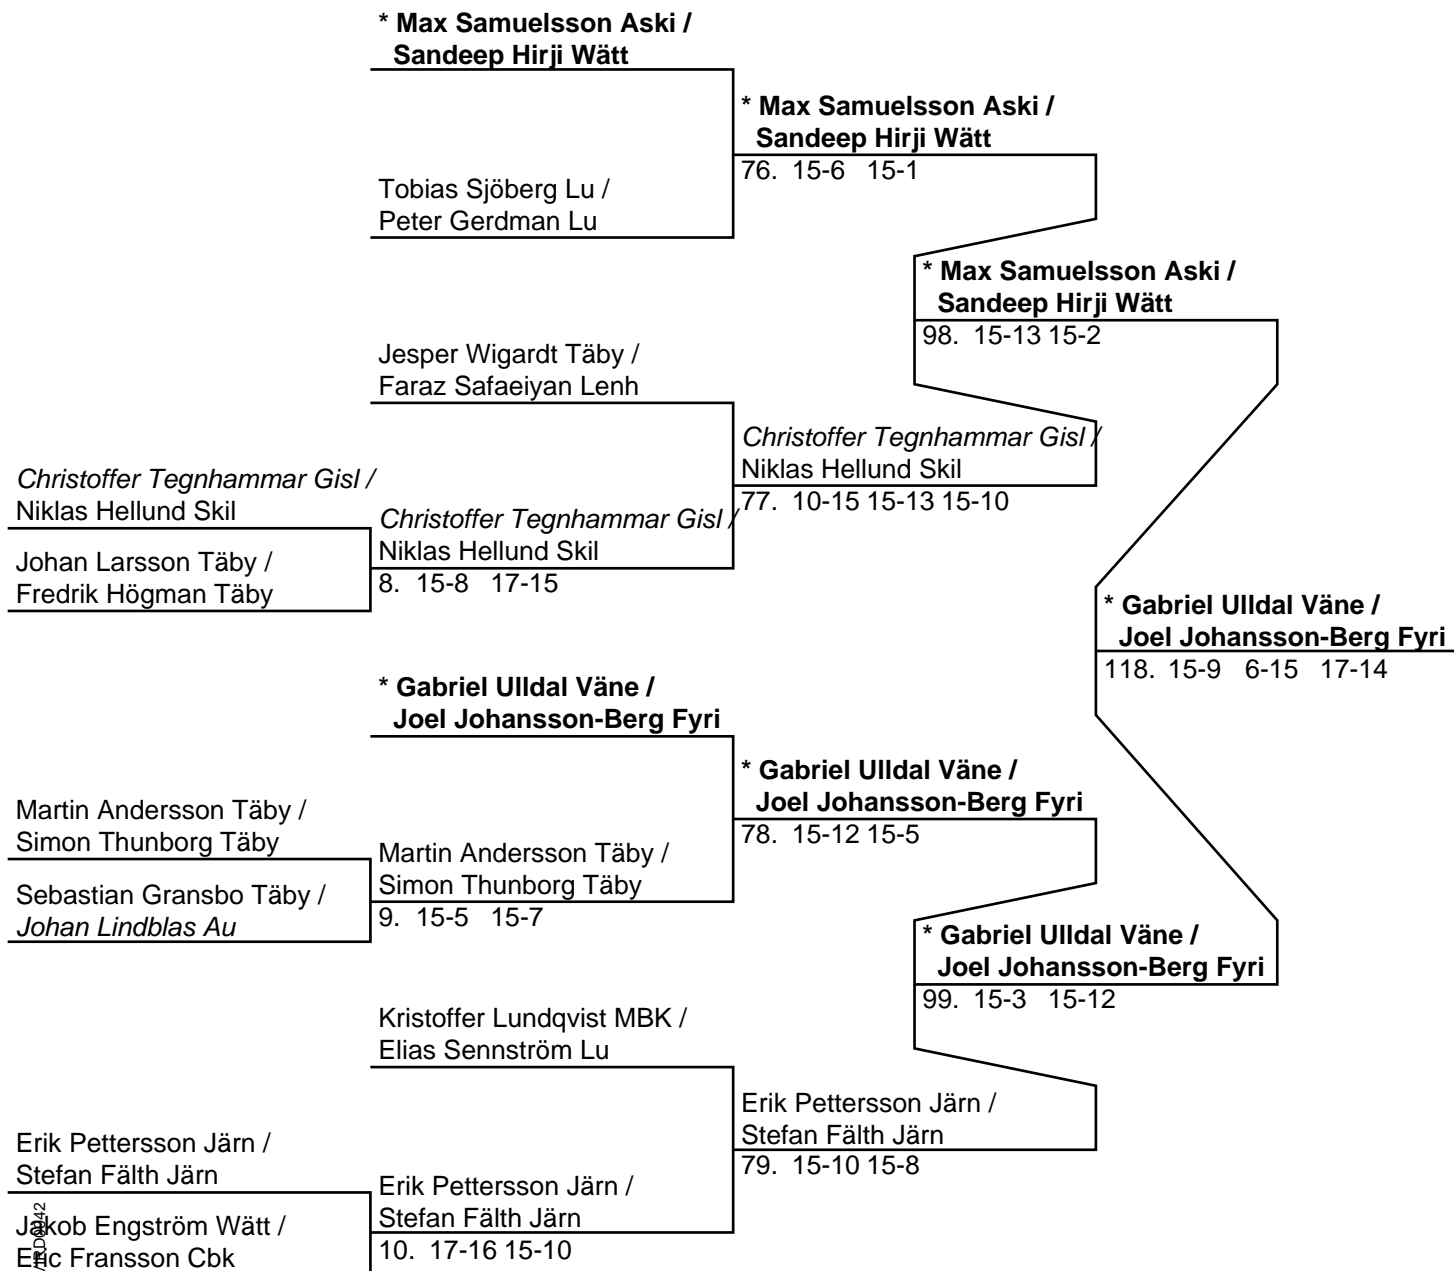 * Max Samuelsson Aski /
Sandeep Hirji Wätt
* Max Samuelsson Aski /
Sandeep Hirji Wätt
76. 15-6 15-1
Tobias Sjöberg Lu /
Peter Gerdman Lu
* Max Samuelsson Aski /
Sandeep Hirji Wätt
98. 15-13 15-2
Jesper Wigardt Täby /
Faraz Safaeiyan Lenh
Christoffer Tegnhammar Gisl /
Niklas Hellund Skil
77. 10-15 15-13 15-10
Christoffer Tegnhammar Gisl /
Niklas Hellund Skil
Christoffer Tegnhammar Gisl /
Niklas Hellund Skil
8. 15-8 17-15
Johan Larsson Täby /
Fredrik Högman Täby
* Gabriel Ulldal Väne /
Joel Johansson-Berg Fyri
118. 15-9 6-15 17-14
* Gabriel Ulldal Väne /
Joel Johansson-Berg Fyri
* Gabriel Ulldal Väne /
Joel Johansson-Berg Fyri
78. 15-12 15-5
Martin Andersson Täby /
Simon Thunborg Täby
Martin Andersson Täby /
Simon Thunborg Täby
9. 15-5 15-7
Sebastian Gransbo Täby /
Johan Lindblas Au
* Gabriel Ulldal Väne /
Joel Johansson-Berg Fyri
99. 15-3 15-12
Kristoffer Lundqvist MBK /
Elias Sennström Lu
Erik Pettersson Järn /
Stefan Fälth Järn
79. 15-10 15-8
Erik Pettersson Järn /
Stefan Fälth Järn
Erik Pettersson Järn /
Stefan Fälth Järn
10. 17-16 15-10
Jakob Engström Wätt /
Eric Fransson Cbk